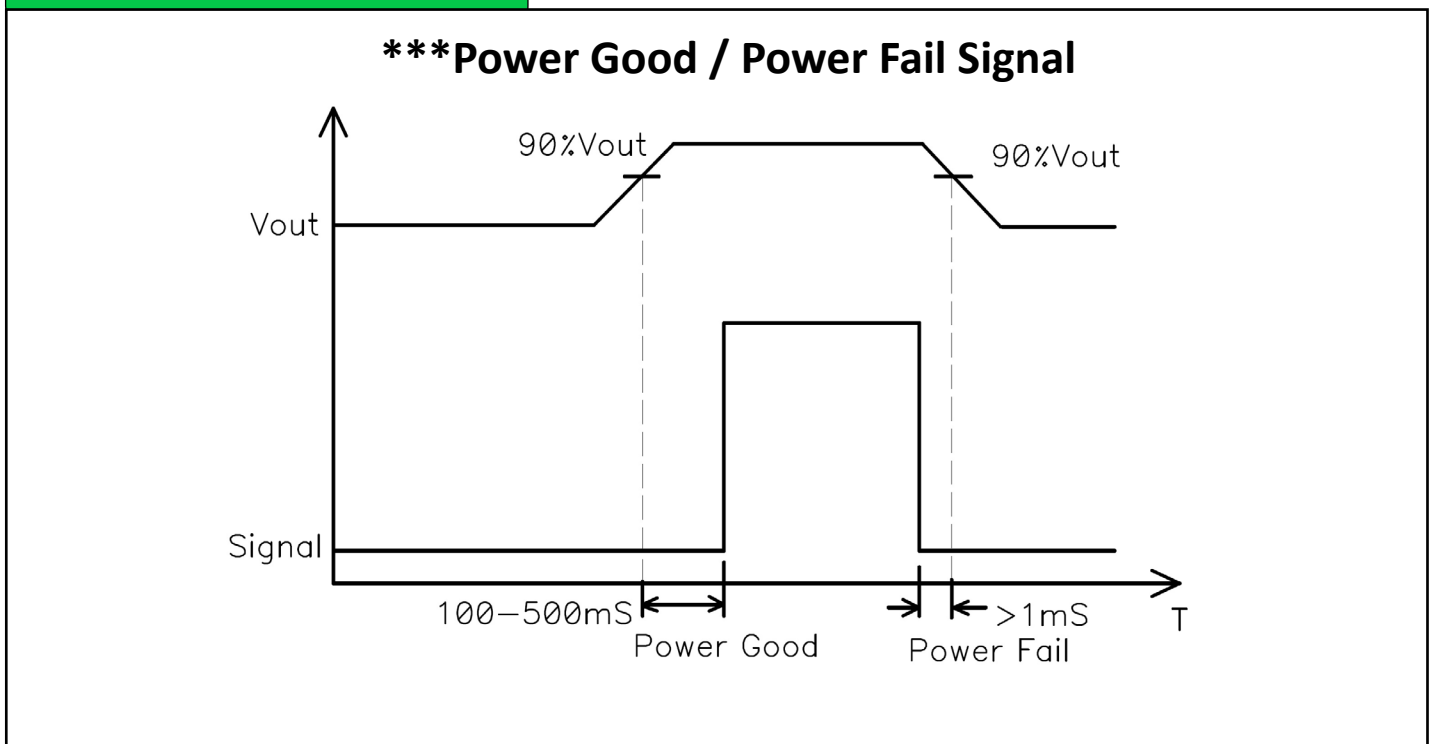 ***Power Good / Power Fail Signal
90%Vout
90%Vout
Vout
Signal
100-500mS
>1mS
T
Power Good
Power Fail